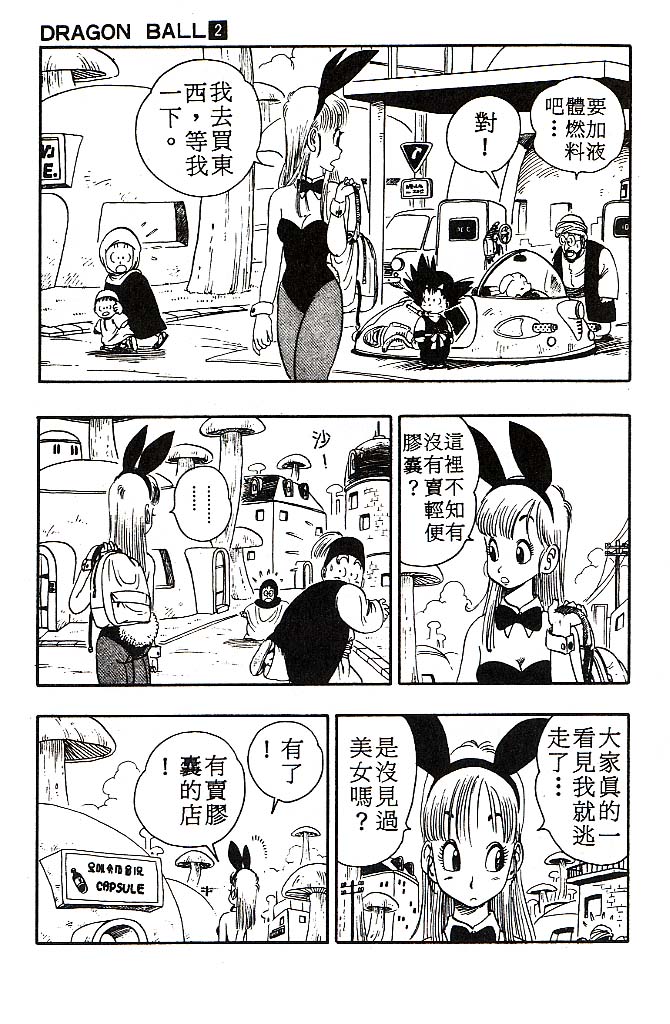 DRAGON BALL 2
要加液
體燃料
吧…
對！
我去買東
西，等我
一下。
E.
這裡不知有
沒有賣輕便
膠囊？
沙！
………
大家真的一
看見我就逃
走了…
是沒見過
美女嗎？
有了
！
有賣膠
囊的店
！
CAPSULE